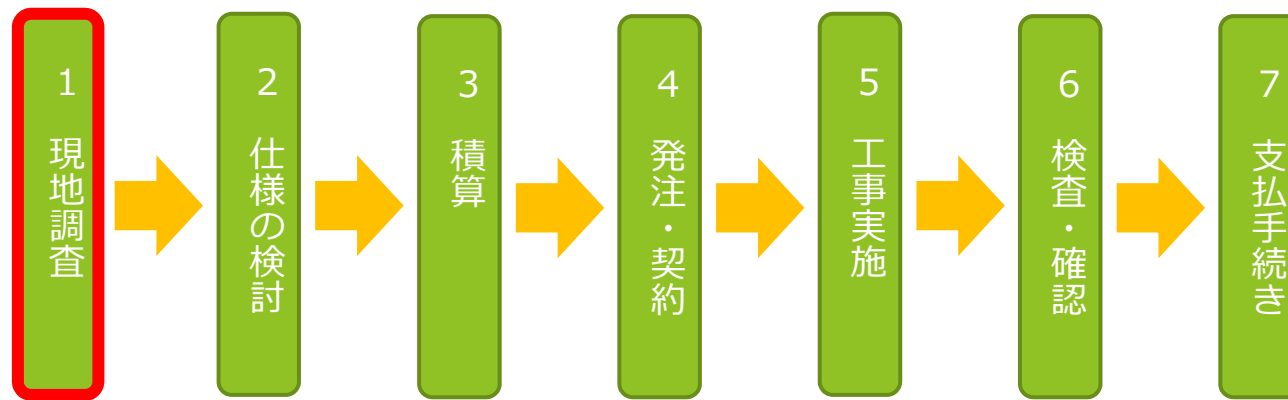 1 現地調査
2 仕様の検討
3 積算
4 発注・契約
5 工事実施
6 検査・確認
7 支払手続き